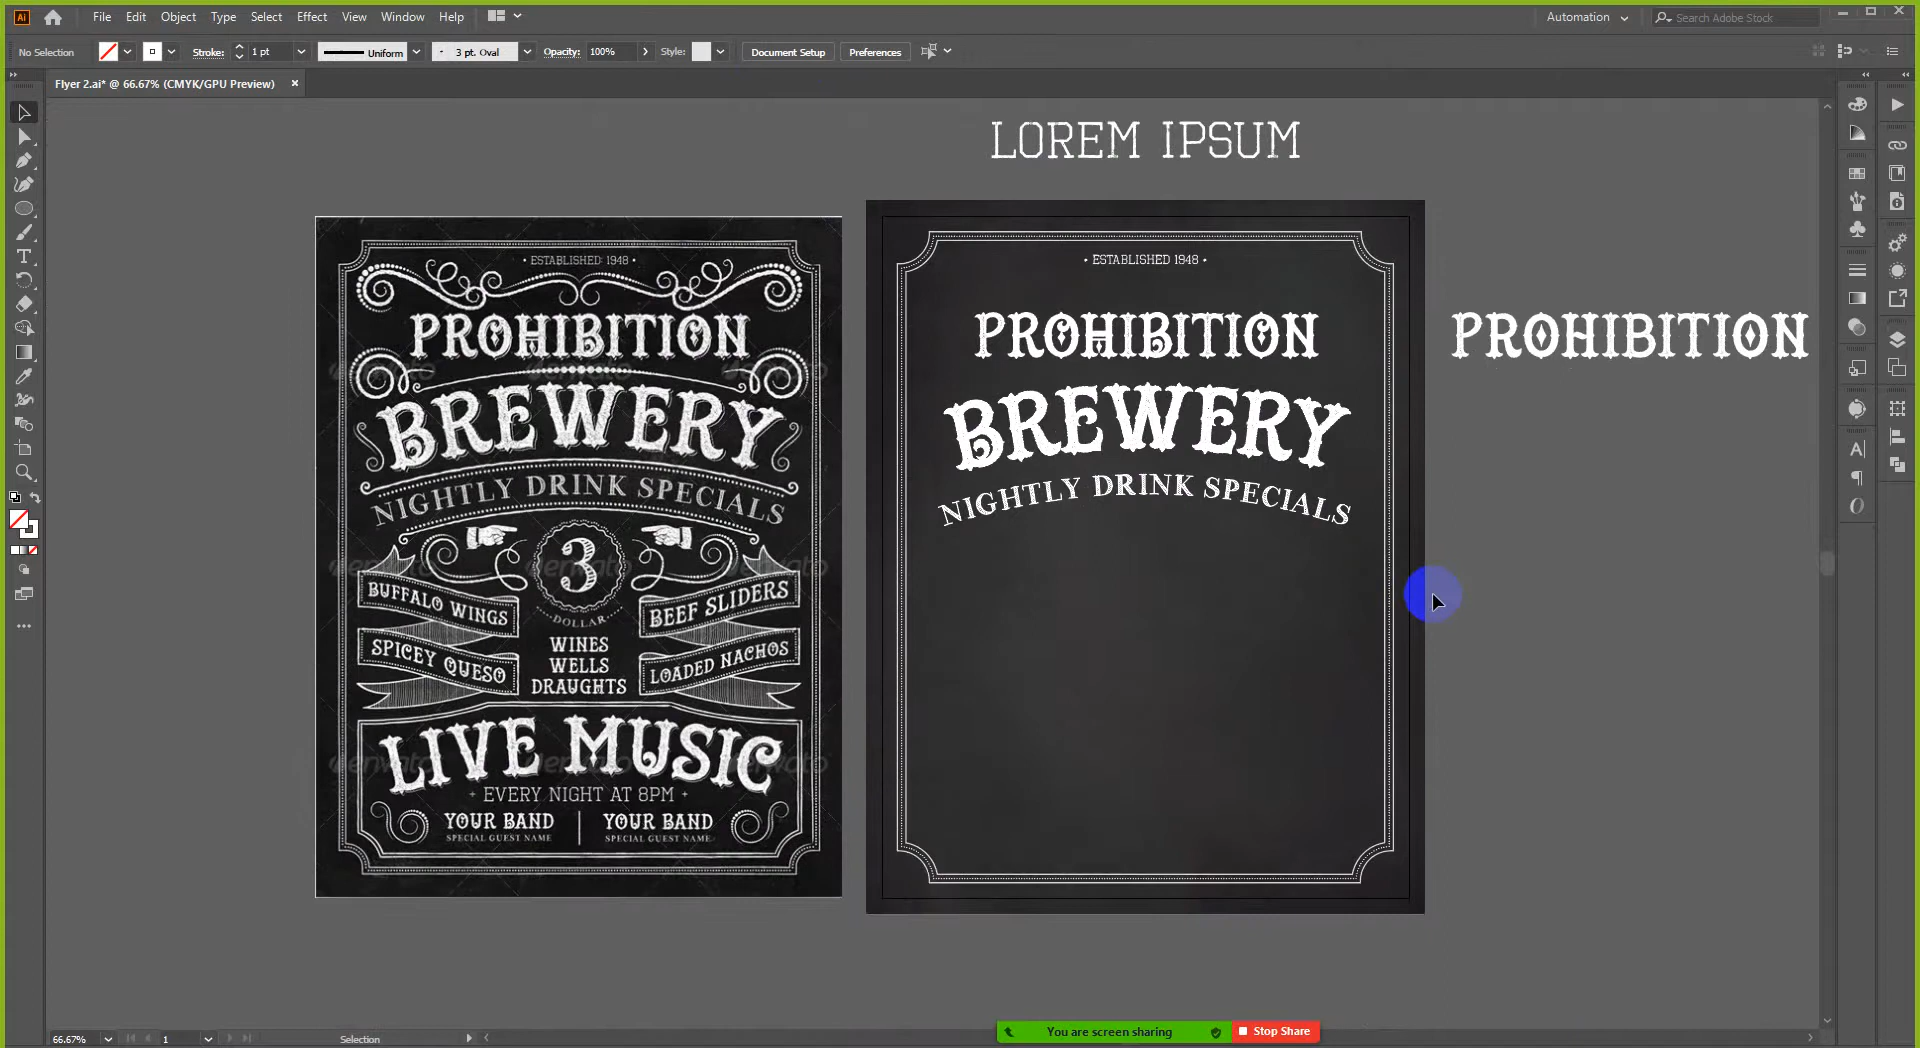 Ai File Edit Object Type Select Effect View Window Help Automation Search Adobe Stock
No Selection Stroke: 1 pt Uniform 3 pt. Oval Opacity: 100% Style: Document Setup Preferences
Flyer 2.ai* @ 66.67% (CMYK/GPU Preview) ×
LOREM IPSUM
• ESTABLISHED 1948 •
PROHIBITION
BREWERY
NIGHTLY DRINK SPECIALS
3
DOLLAR
BUFFALO WINGS
BEEF SLIDERS
SPICEY QUESO
LOADED NACHOS
WINES
WELLS
DRAUGHTS
LIVE MUSIC
EVERY NIGHT AT 8PM
YOUR BAND
SPECIAL GUEST NAME
YOUR BAND
SPECIAL GUEST NAME
envato
• ESTABLISHED 1948 •
PROHIBITION
BREWERY
NIGHTLY DRINK SPECIALS
PROHIBITION
66.67% 1 Selection
You are screen sharing Stop Share